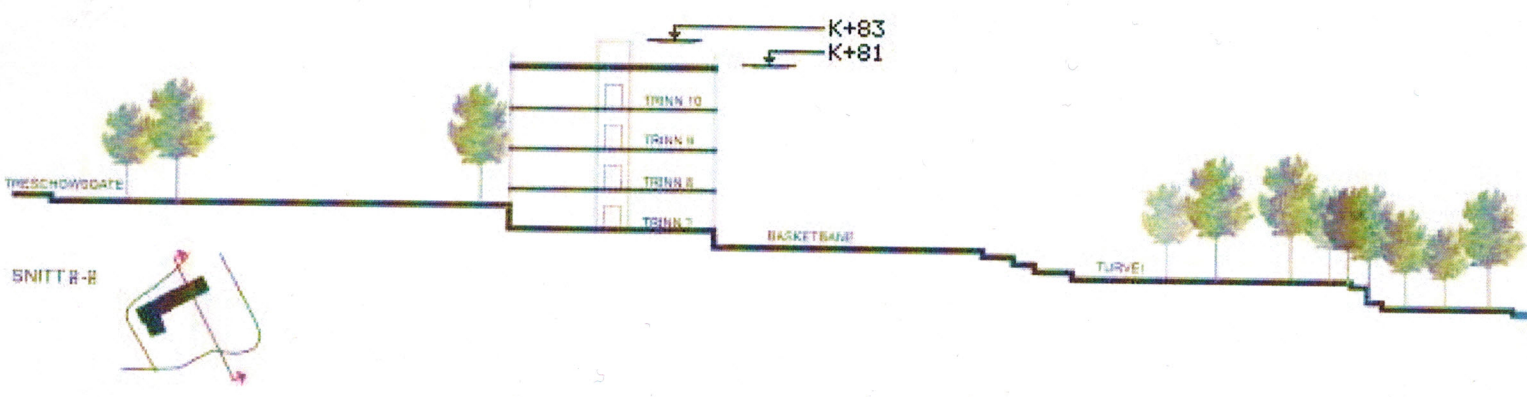 K+83
K+81
TRINN 10
TRINN 9
TRINN 8
TRINN 7
TRESCHOWSGATE
BASKETBANE
TURVEI
SNITT